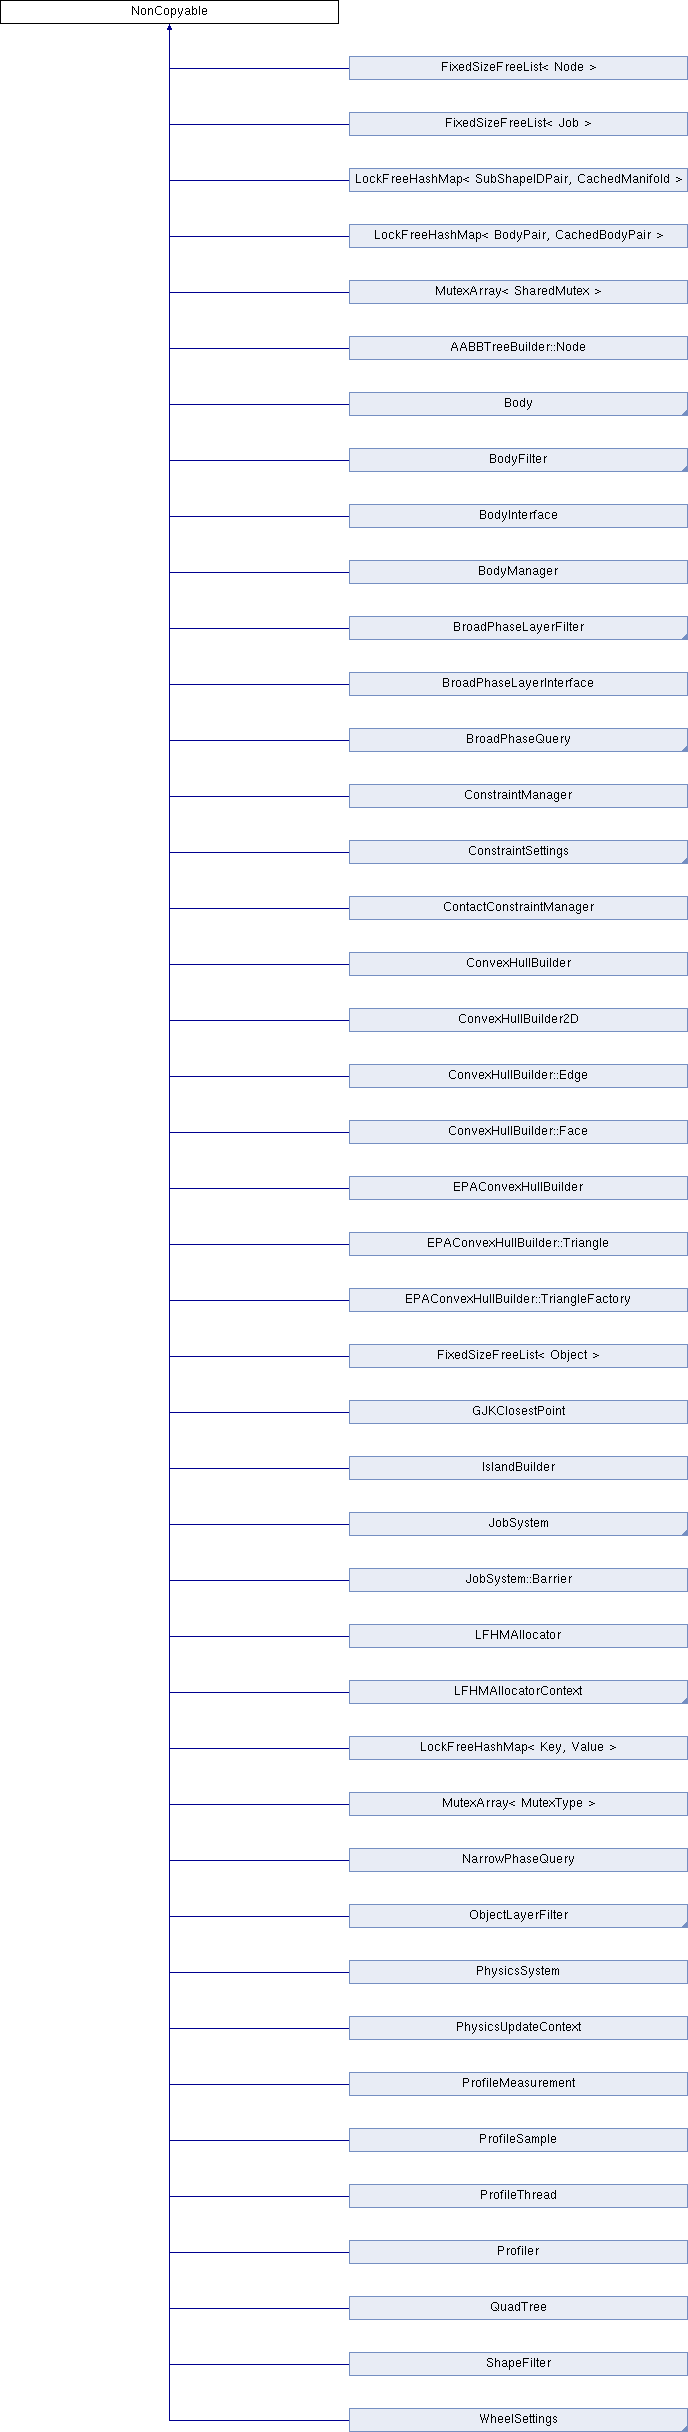 NonCopyable
FixedSizeFreeList< Node >
FixedSizeFreeList< Job >
LockFreeHashMap< SubShapeIDPair, CachedManifold >
LockFreeHashMap< BodyPair, CachedBodyPair >
MutexArray< SharedMutex >
AABBTreeBuilder::Node
Body
BodyFilter
BodyInterface
BodyManager
BroadPhaseLayerFilter
BroadPhaseLayerInterface
BroadPhaseQuery
ConstraintManager
ConstraintSettings
ContactConstraintManager
ConvexHullBuilder
ConvexHullBuilder2D
ConvexHullBuilder::Edge
ConvexHullBuilder::Face
EPAConvexHullBuilder
EPAConvexHullBuilder::Triangle
EPAConvexHullBuilder::TriangleFactory
FixedSizeFreeList< Object >
GJKClosestPoint
IslandBuilder
JobSystem
JobSystem::Barrier
LFHMAllocator
LFHMAllocatorContext
LockFreeHashMap< Key, Value >
MutexArray< MutexType >
NarrowPhaseQuery
ObjectLayerFilter
PhysicsSystem
PhysicsUpdateContext
ProfileMeasurement
ProfileSample
ProfileThread
Profiler
QuadTree
ShapeFilter
WheelSettings